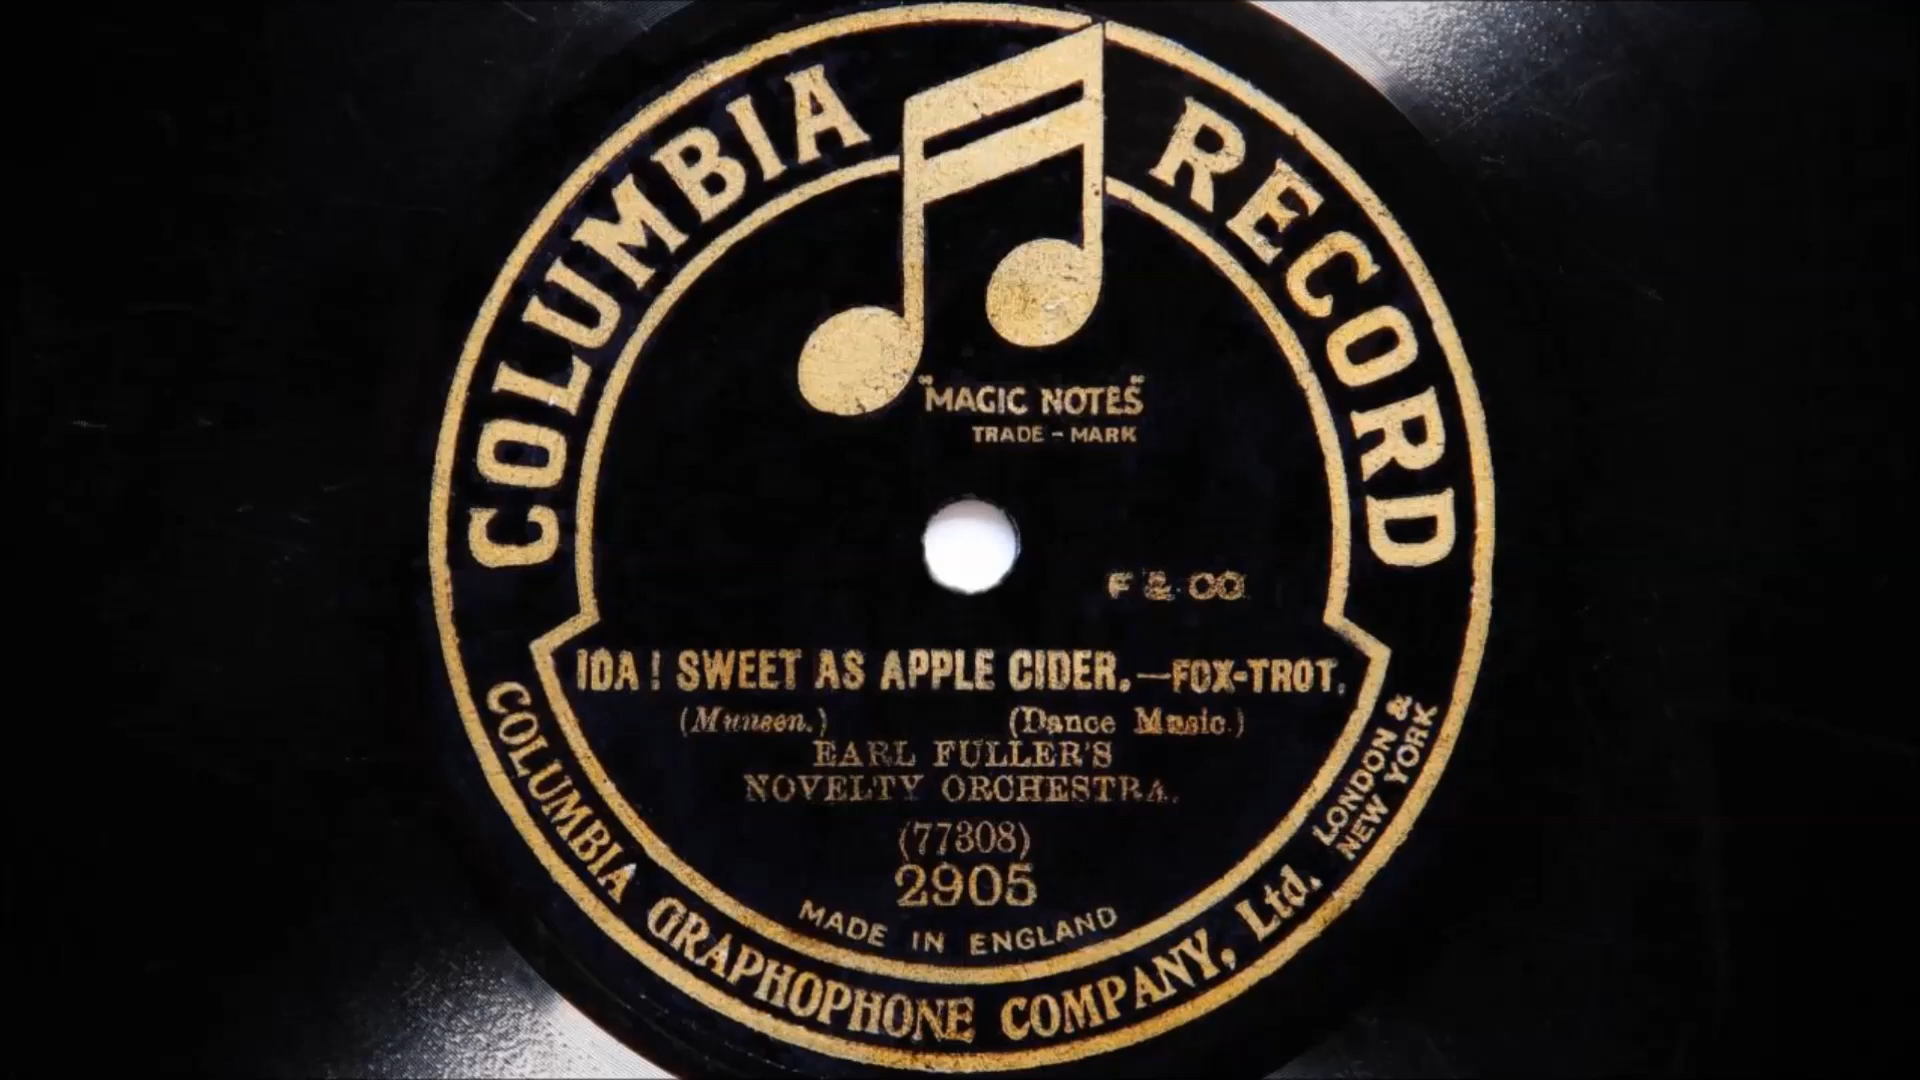 COLUMBIA RECORD
"MAGIC NOTES"
TRADE - MARK
F & CO
IDA! SWEET AS APPLE CIDER.—FOX-TROT.
(Munson.) (Dance Music.)
EARL FULLER'S
NOVELTY ORCHESTRA.
(77308)
2905
MADE IN ENGLAND
COLUMBIA GRAPHOPHONE COMPANY, Ltd. LONDON &
NEW YORK